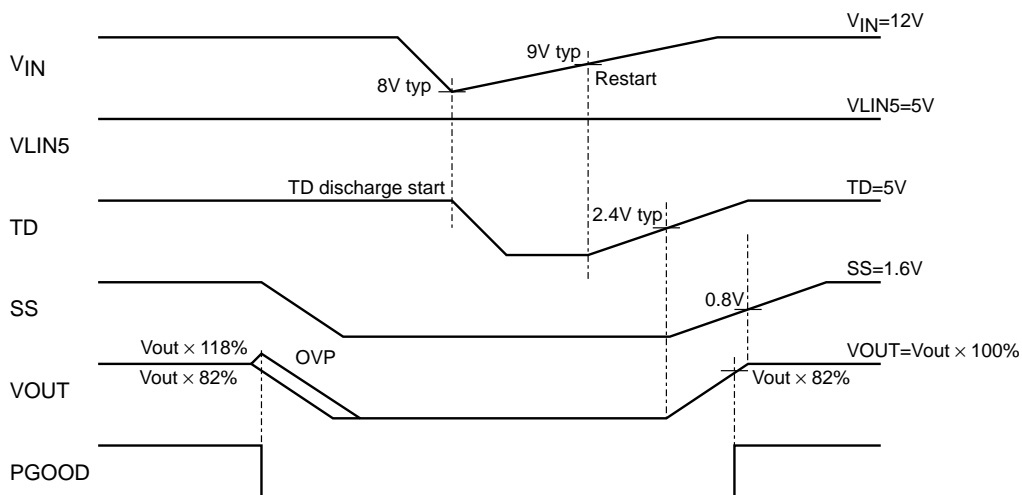 VIN=12V
VIN
9V typ
8V typ
Restart
VLIN5=5V
VLIN5
TD discharge start
TD=5V
TD
2.4V typ
SS=1.6V
SS
0.8V
Vout × 118%
OVP
VOUT=Vout × 100%
Vout × 82%
Vout × 82%
VOUT
PGOOD